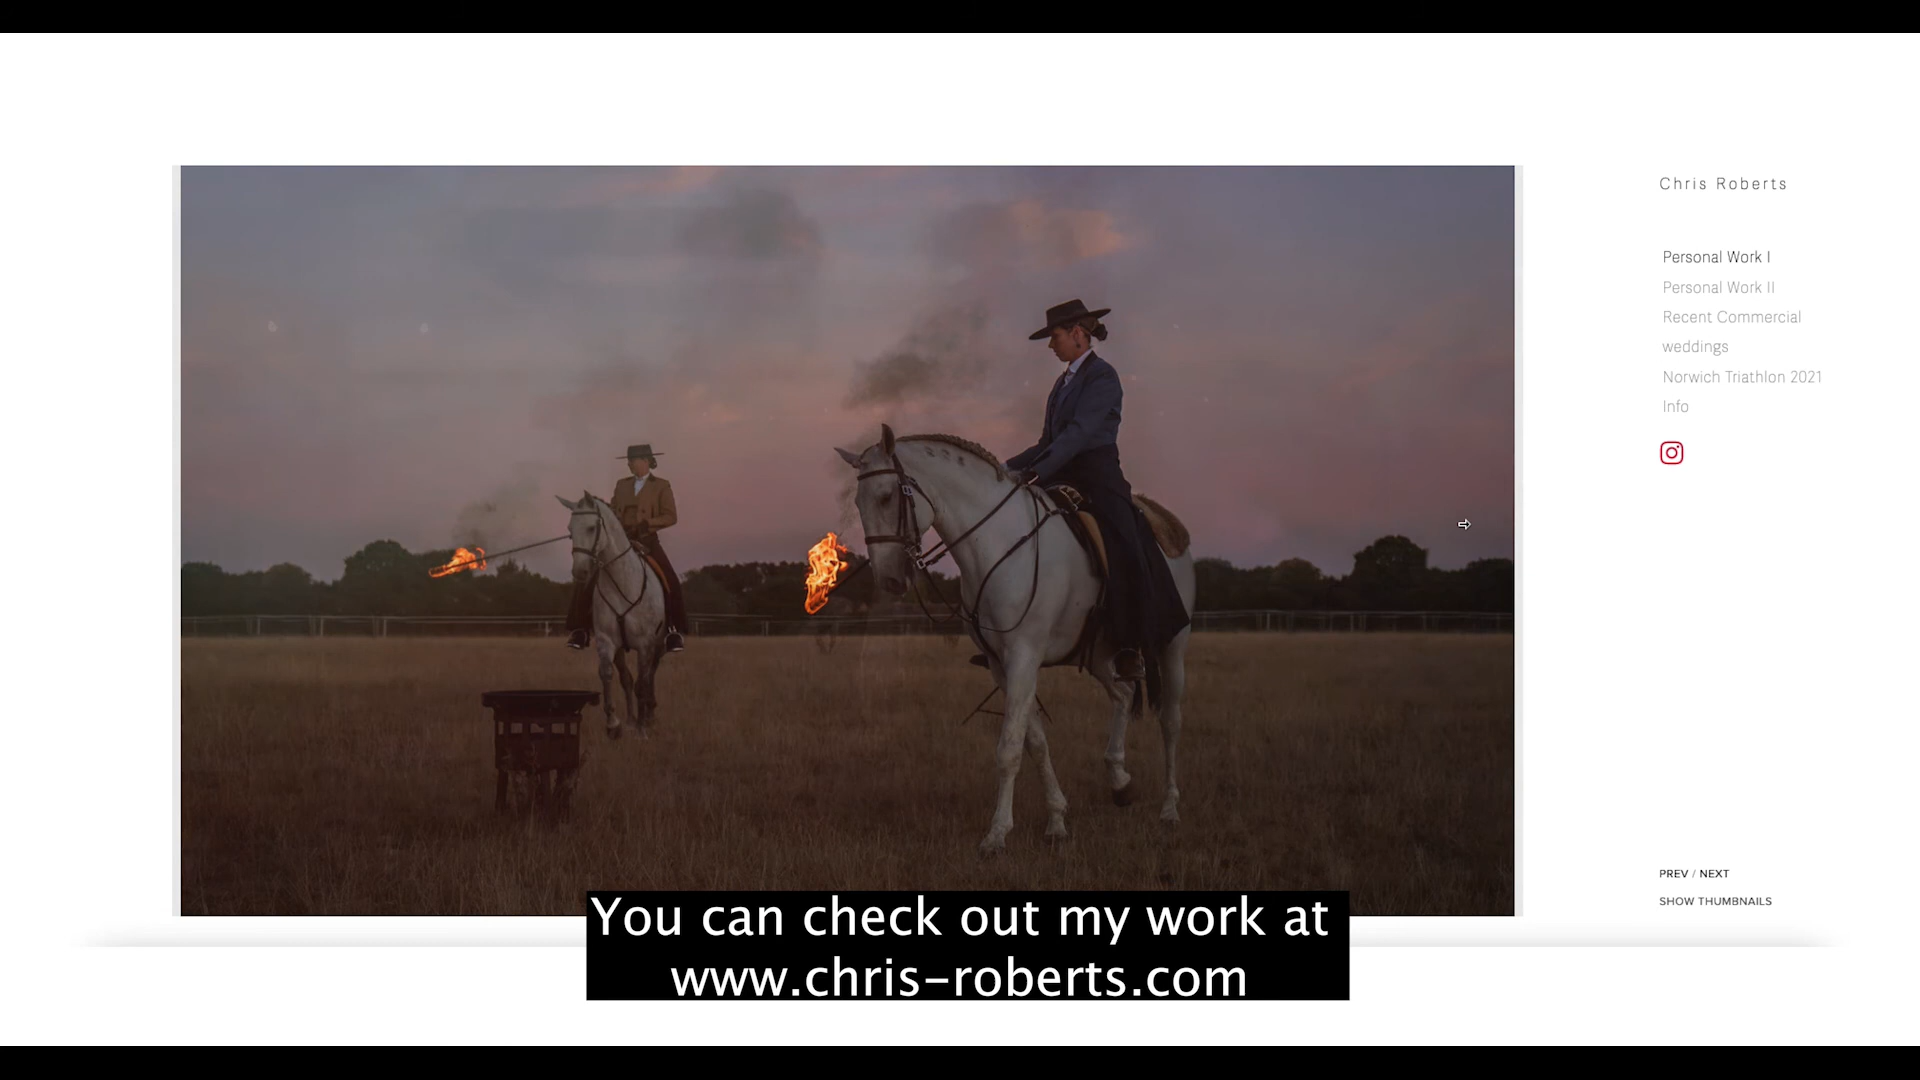 Chris Roberts
Personal Work I
Personal Work II
Recent Commercial
weddings
Norwich Triathlon 2021
Info
PREV / NEXT
SHOW THUMBNAILS
You can check out my work at
www.chris-roberts.com